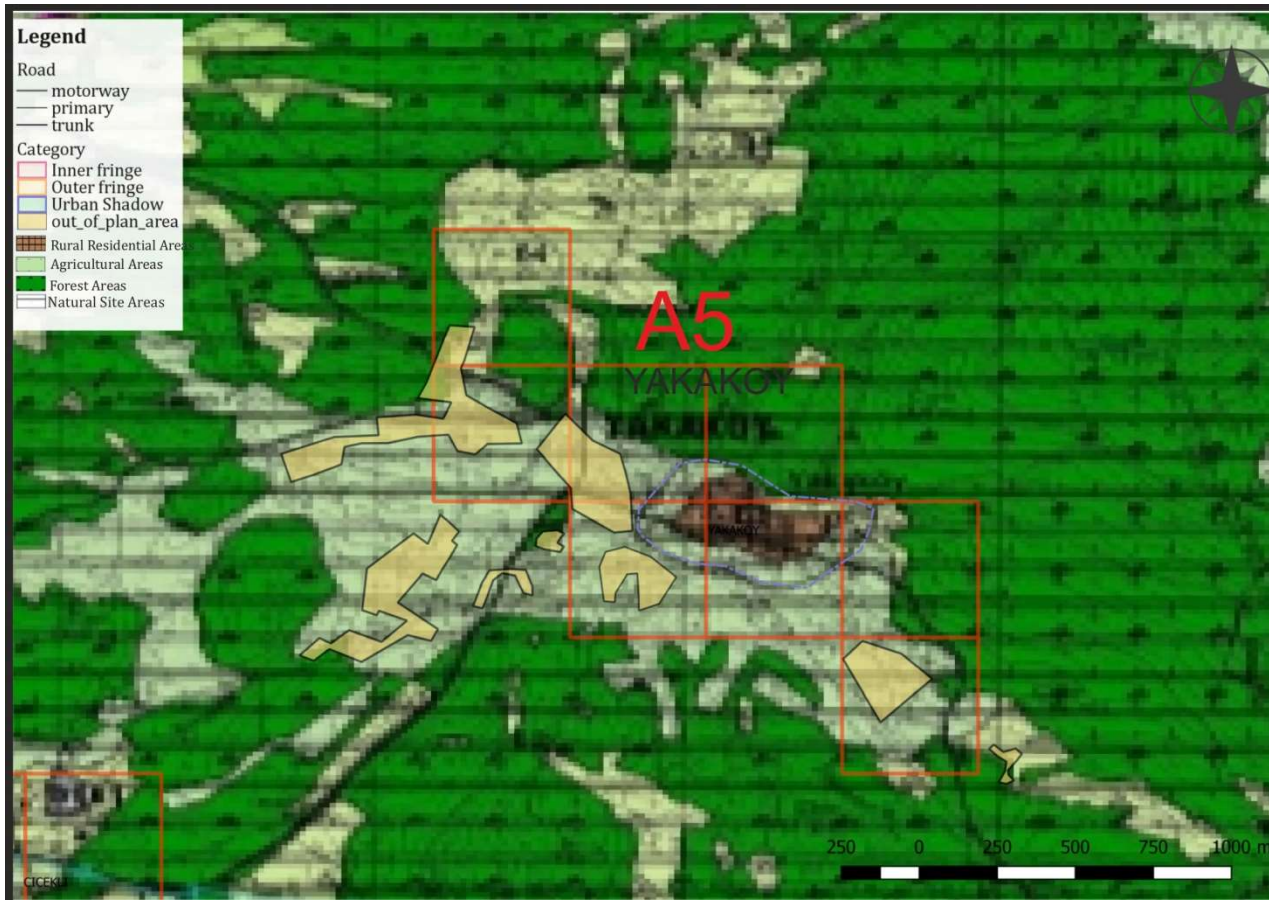 Legend
Road
motorway
primary
trunk
Category
Inner fringe
Outer fringe
Urban Shadow
out_of_plan_area
Rural Residential Areas
Agricultural Areas
Forest Areas
Natural Site Areas
A5
YAKAKOY
YAKAKOY
YAKAKOY
CICEKLI
250 0 250 500 750 1000 m